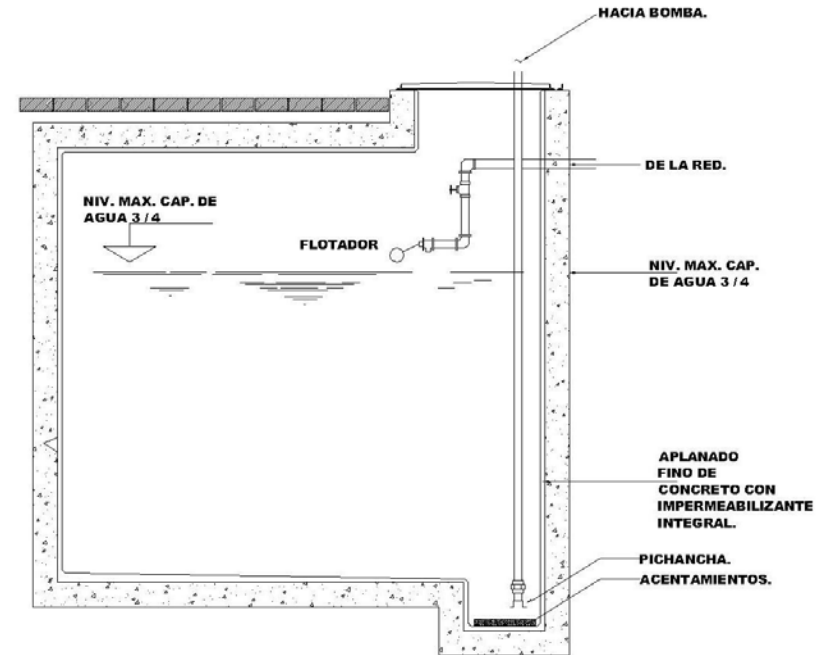 HACIA BOMBA.
DE LA RED.
NIV. MAX. CAP. DE
AGUA 3 / 4
FLOTADOR
NIV. MAX. CAP.
DE AGUA 3 / 4
APLANADO
FINO DE
CONCRETO CON
IMPERMEABILIZANTE
INTEGRAL.
PICHANCHA.
ACENTAMIENTOS.